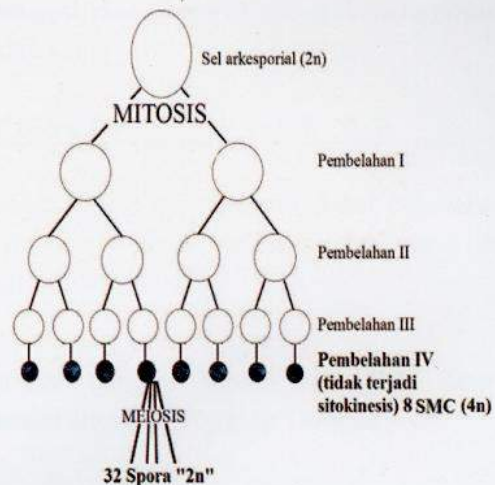 Sel arkesporial (2n)
MITOSIS
Pembelahan I
Pembelahan II
Pembelahan III
Pembelahan IV
(tidak terjadi
sitokinesis) 8 SMC (4n)
MEIOSIS
32 Spora "2n"